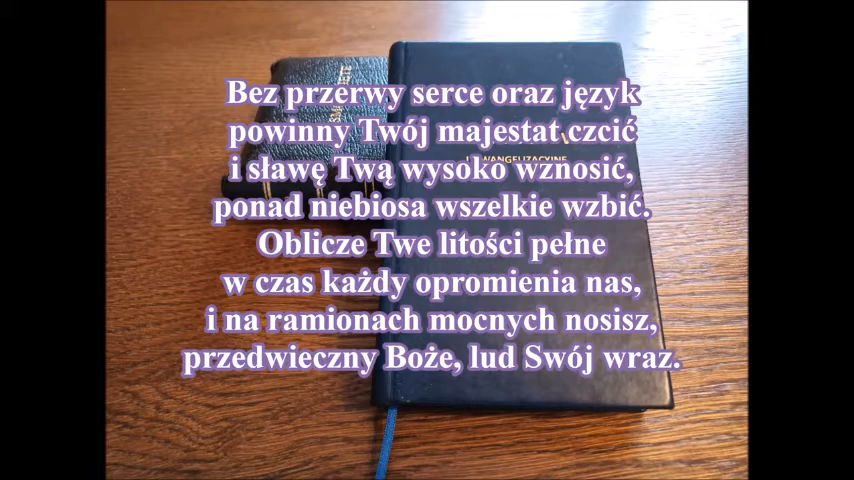 Bez przerwy serce oraz język
powinny Twój majestat czcić
i sławę Twą wysoko wznosić,
ponad niebiosa wszelkie wzbić.
Oblicze Twe litości pełne
w czas każdy opromienia nas,
i na ramionach mocnych nosisz,
przedwieczny Boże, lud Swój wraz.